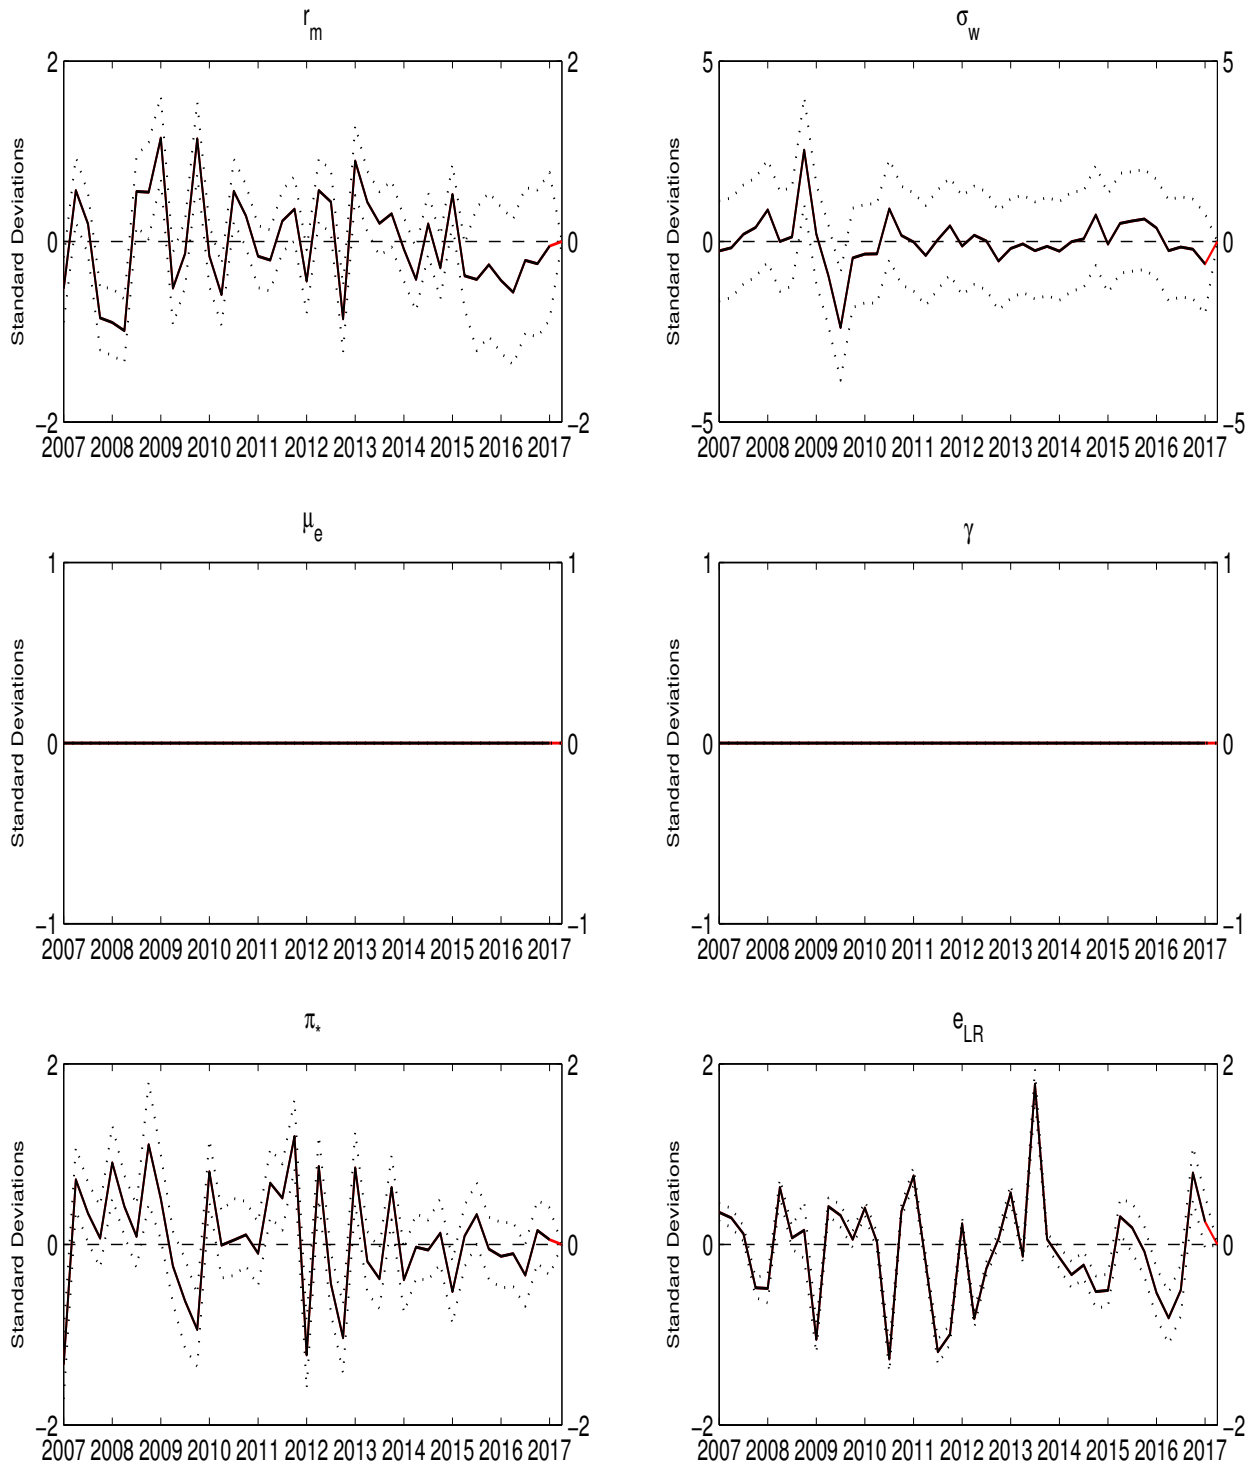 r_m
σ_w
2 2 5 5
Standard Deviations Standard Deviations
0 0 0 0
−2 −2 −5 −5
2007 2008 2009 2010 2011 2012 2013 2014 2015 2016 2017 2007 2008 2009 2010 2011 2012 2013 2014 2015 2016 2017
μ_e
γ
1 1 1 1
Standard Deviations Standard Deviations
0 0 0 0
−1 −1 −1 −1
2007 2008 2009 2010 2011 2012 2013 2014 2015 2016 2017 2007 2008 2009 2010 2011 2012 2013 2014 2015 2016 2017
π_*
e_LR
2 2 2 2
Standard Deviations Standard Deviations
0 0 0 0
−2 −2 −2 −2
2007 2008 2009 2010 2011 2012 2013 2014 2015 2016 2017 2007 2008 2009 2010 2011 2012 2013 2014 2015 2016 2017